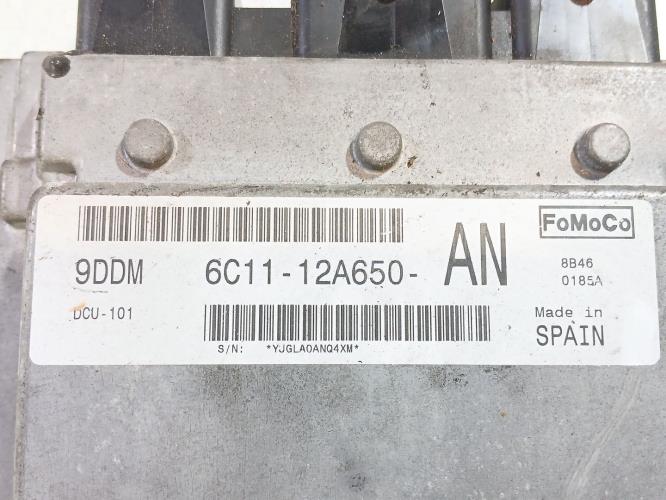 FoMoCo
9DDM 6C11-12A650- AN
8B46
0185A
DCU-101
Made in
SPAIN
S/N: *YJGLA0ANQ4XM*